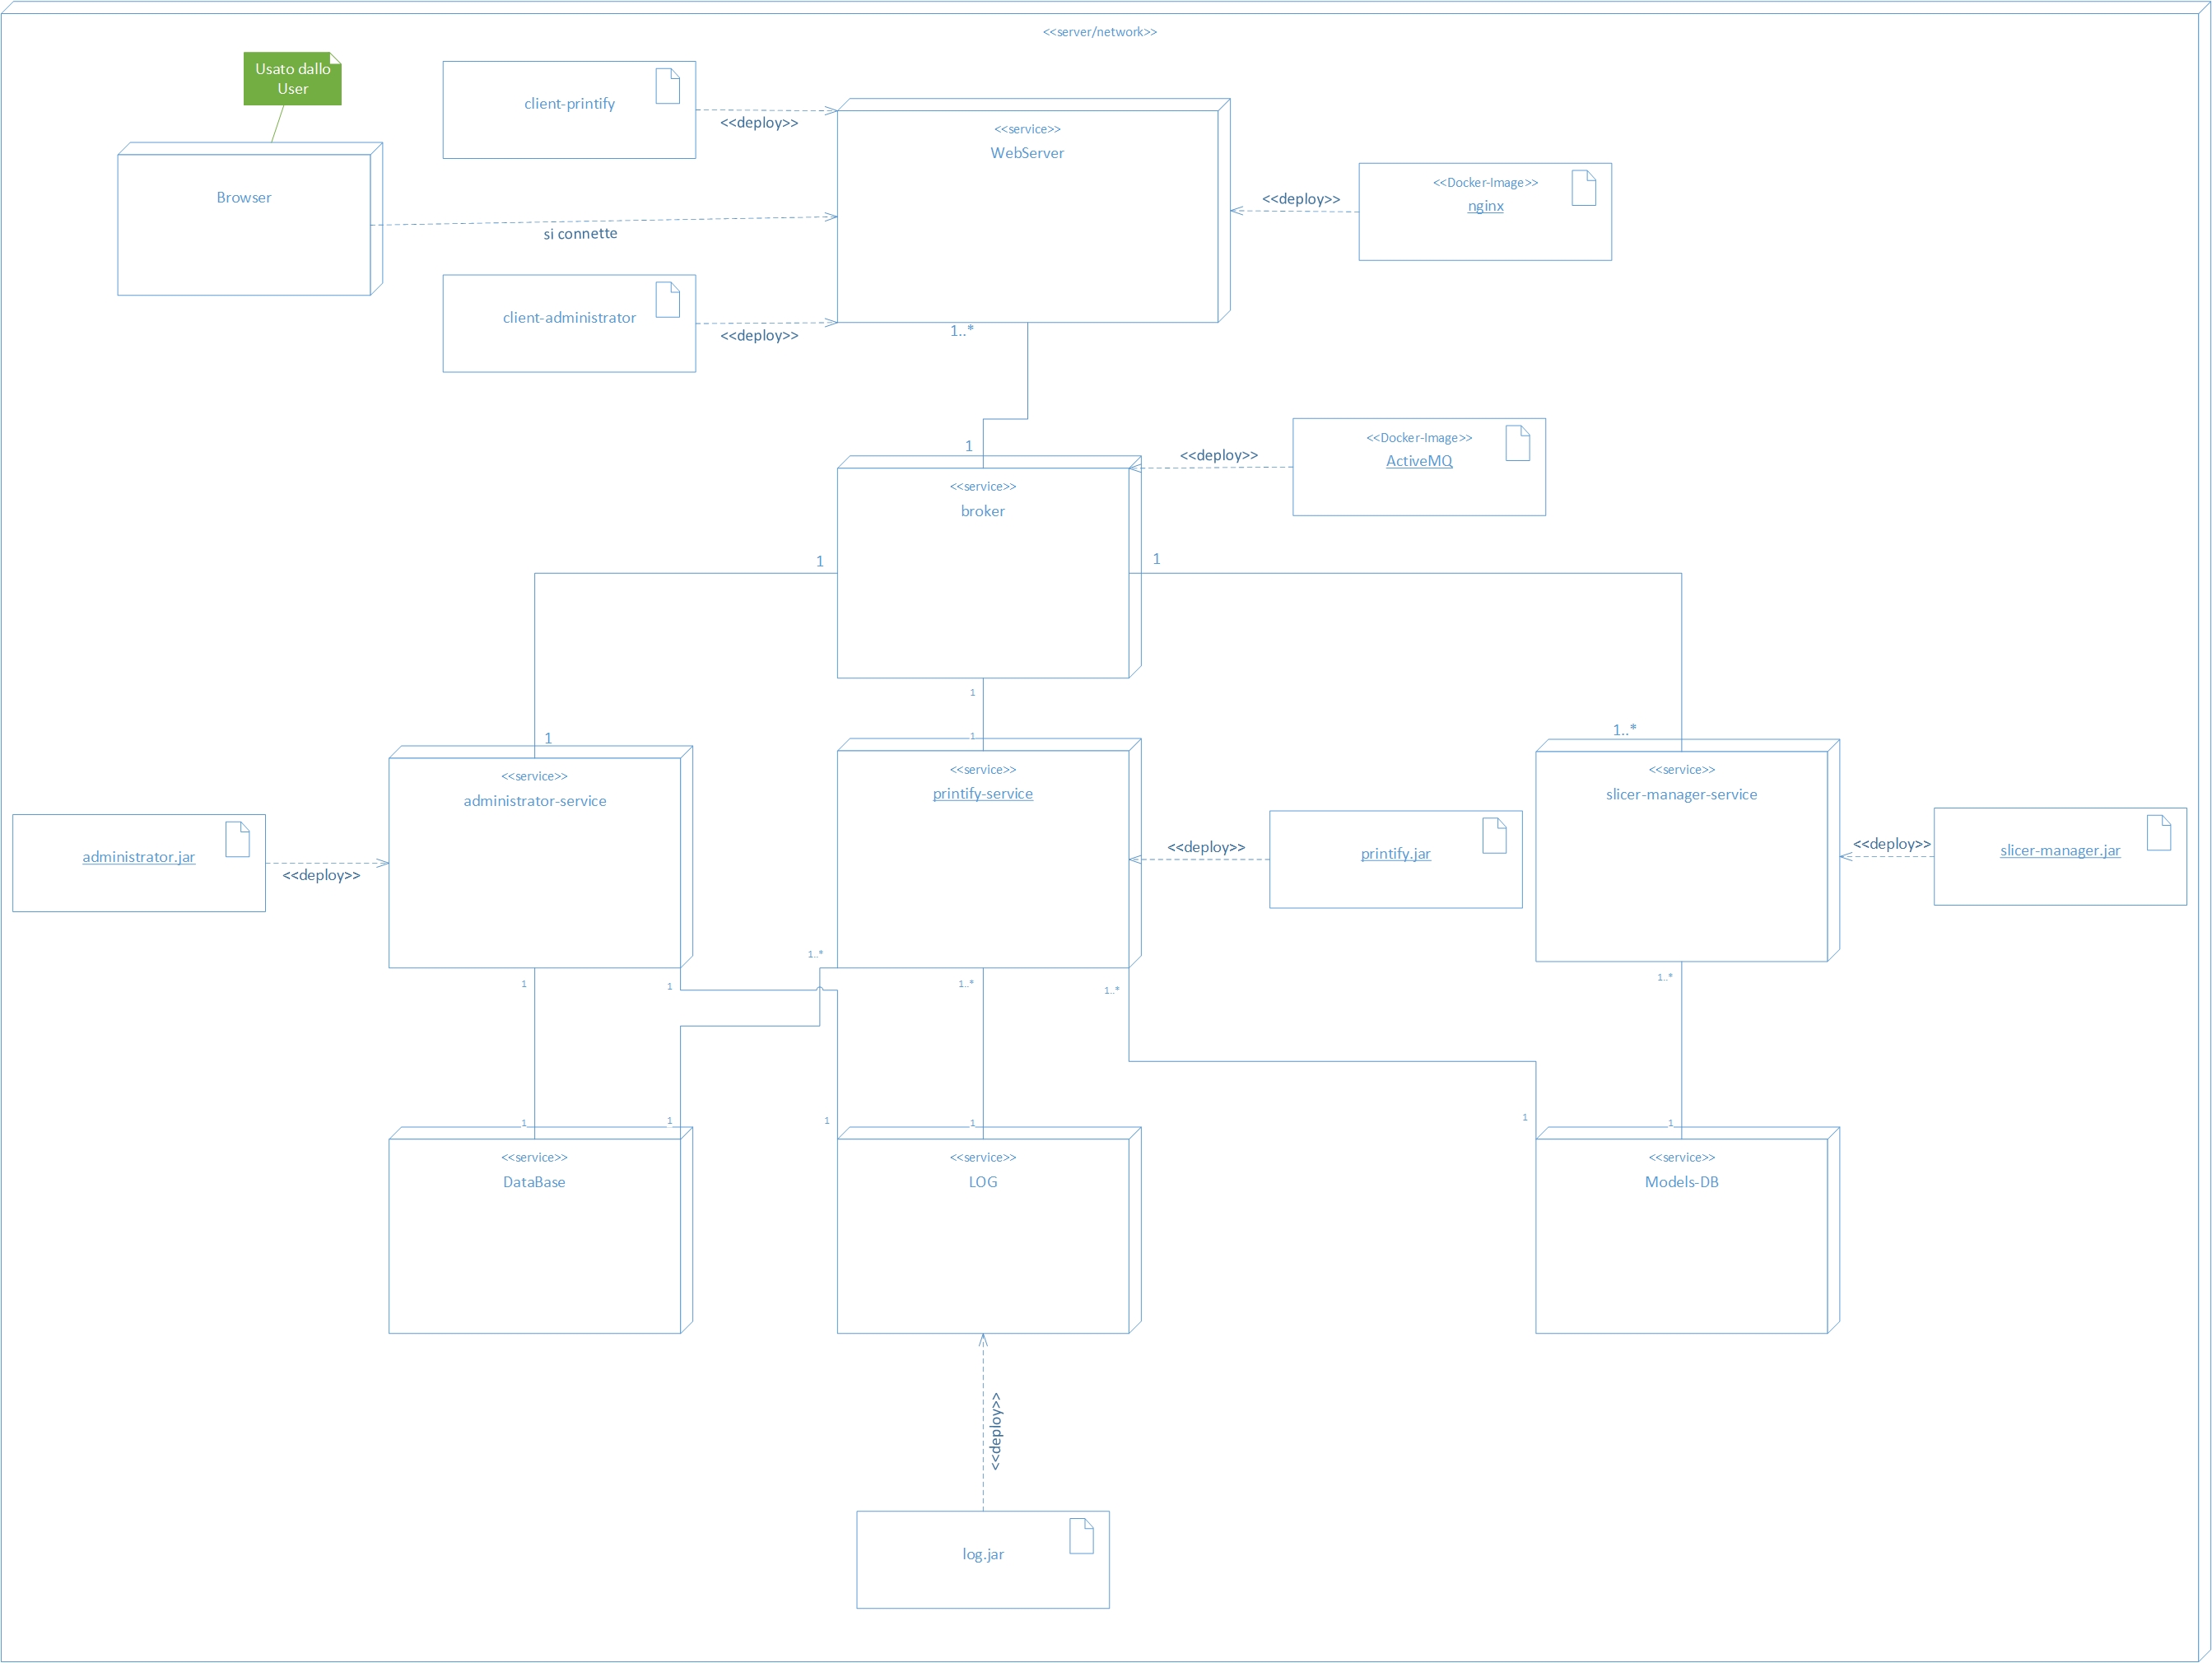 <<server/network>>
Usato dallo
User
client-printify
<<deploy>>
<<service>>
WebServer
<<Docker-Image>>
nginx
<<deploy>>
Browser
si connette
client-administrator
<<deploy>>
1..*
1
<<Docker-Image>>
ActiveMQ
<<deploy>>
<<service>>
broker
1
1
1
1
1
1..*
<<service>>
administrator-service
<<service>>
printify-service
<<service>>
slicer-manager-service
administrator.jar
<<deploy>>
<<deploy>>
printify.jar
<<deploy>>
slicer-manager.jar
1
1
1..*
1..*
1..*
1..*
1
1
1
1
1
1
<<service>>
DataBase
<<service>>
LOG
<<service>>
Models-DB
<<deploy>>
log.jar